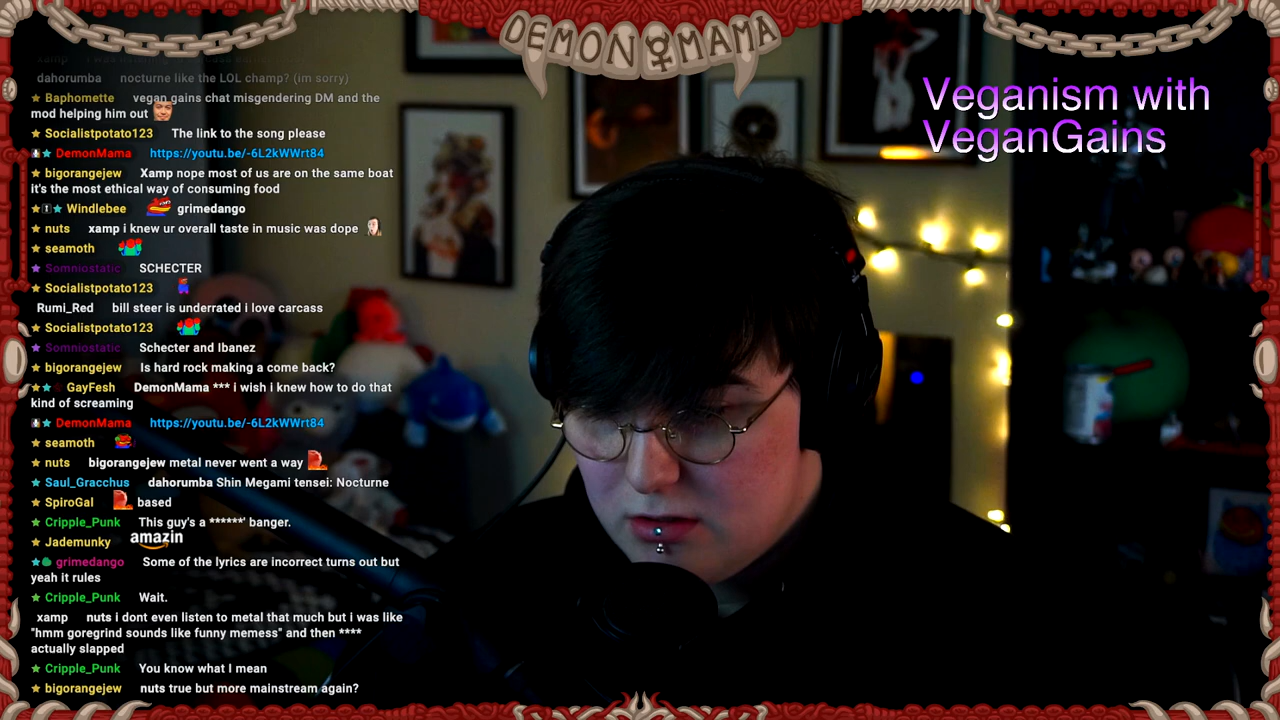 DEMON MAMA
Veganism with
VeganGains
dahorumba nocturne like the LOL champ? (im sorry)
Baphomette vegan gains chat misgendering DM and the
mod helping him out
Socialistpotato123 The link to the song please
DemonMama https://youtu.be/-6L2kWWrt84
bigorangejew Xamp nope most of us are on the same boat
it's the most ethical way of consuming food
Windlebee grimedango
nuts xamp i knew ur overall taste in music was dope
seamoth
Somniostatic SCHECTER
Socialistpotato123
Rumi_Red bill steer is underrated i love carcass
Socialistpotato123
Somniostatic Schecter and Ibanez
bigorangejew Is hard rock making a come back?
GayFesh DemonMama *** i wish i knew how to do that
kind of screaming
DemonMama https://youtu.be/-6L2kWWrt84
seamoth
nuts bigorangejew metal never went a way
Saul_Gracchus dahorumba Shin Megami tensei: Nocturne
SpiroGal based
Cripple_Punk This guy's a ******' banger.
Jademunky amazin
grimedango Some of the lyrics are incorrect turns out but
yeah it rules
Cripple_Punk Wait.
xamp nuts i dont even listen to metal that much but i was like
"hmm goregrind sounds like funny memess" and then ****
actually slapped
Cripple_Punk You know what I mean
bigorangejew nuts true but more mainstream again?